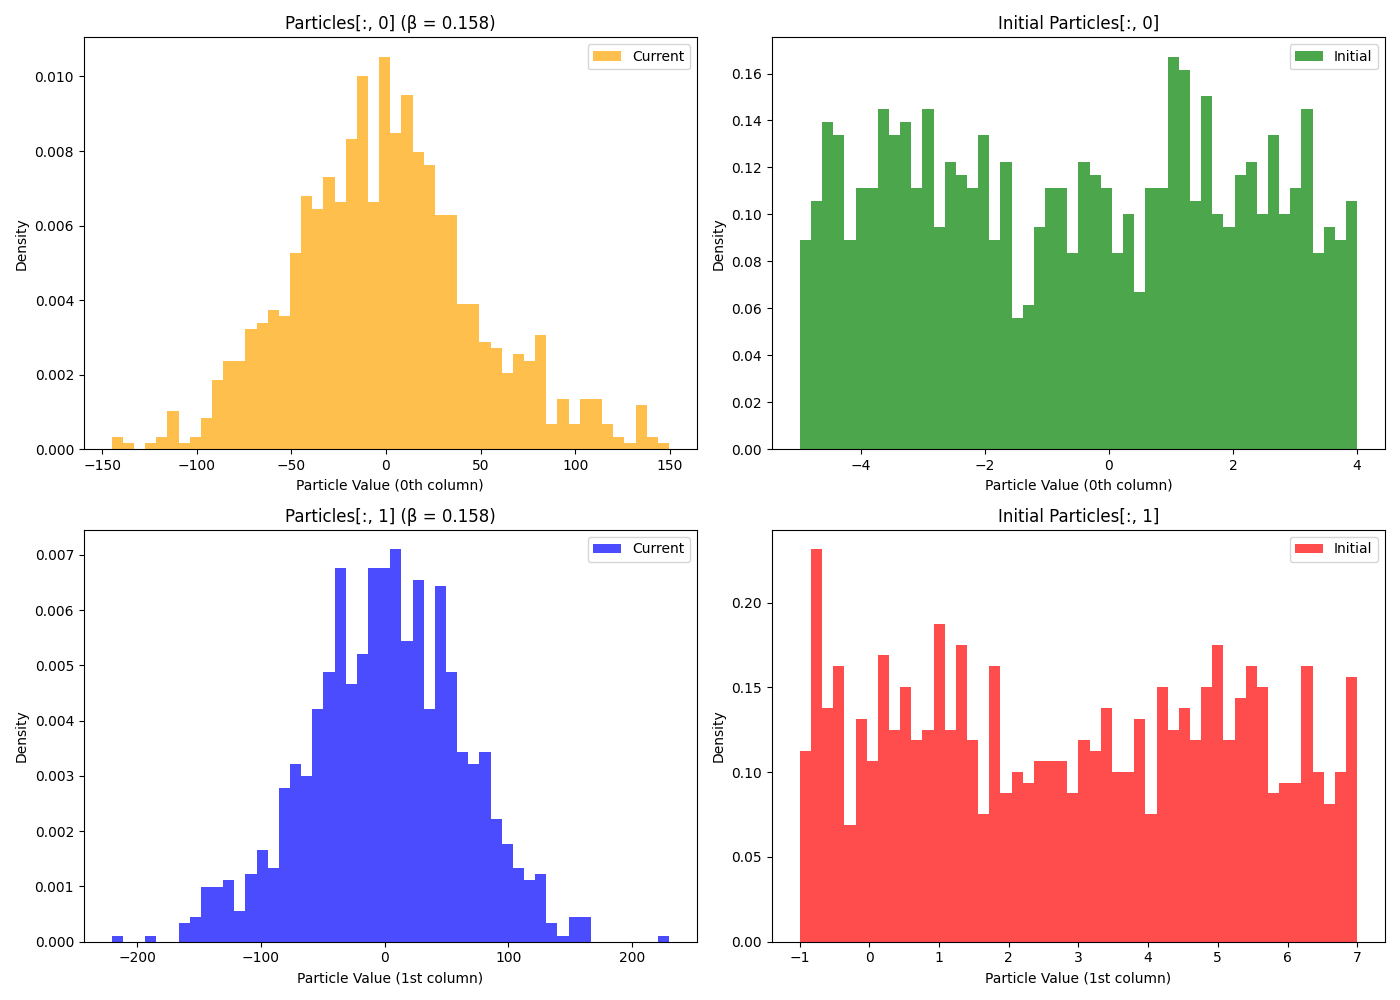 Particles[:, 0] (β = 0.158)
Current
0.010
0.008
0.006
0.004
0.002
0.000
Density
−150 −100 −50 0 50 100 150
Particle Value (0th column)
Initial Particles[:, 0]
Initial
0.16
0.14
0.12
0.10
0.08
0.06
0.04
0.02
0.00
Density
−4 −2 0 2 4
Particle Value (0th column)
Particles[:, 1] (β = 0.158)
Current
0.007
0.006
0.005
0.004
0.003
0.002
0.001
0.000
Density
−200 −100 0 100 200
Particle Value (1st column)
Initial Particles[:, 1]
Initial
0.20
0.15
0.10
0.05
0.00
Density
−1 0 1 2 3 4 5 6 7
Particle Value (1st column)